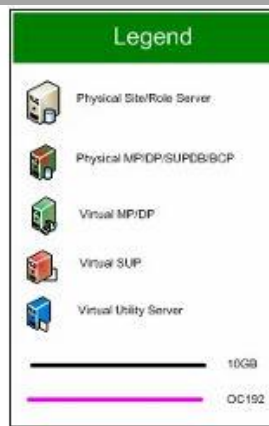 Legend
Physical Site/Role Server
Physical MP/DP/SUPDB/BCP
Virtual MP/DP
Virtual SUP
Virtual Utility Server
10GB
OC192